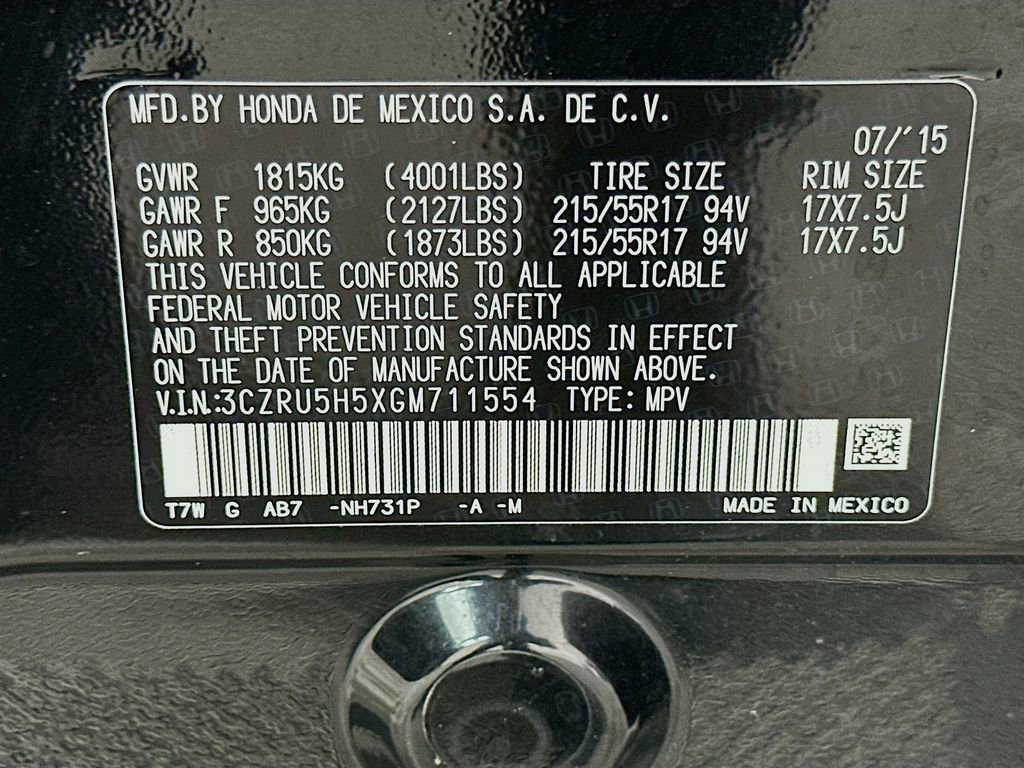 MFD.BY HONDA DE MEXICO S.A. DE C.V.
07/'15
GVWR 1815KG (4001LBS) TIRE SIZE RIM SIZE
GAWR F 965KG (2127LBS) 215/55R17 94V 17X7.5J
GAWR R 850KG (1873LBS) 215/55R17 94V 17X7.5J
THIS VEHICLE CONFORMS TO ALL APPLICABLE
FEDERAL MOTOR VEHICLE SAFETY
AND THEFT PREVENTION STANDARDS IN EFFECT
ON THE DATE OF MANUFACTURE SHOWN ABOVE.
V.I.N.:3CZRU5H5XGM711554 TYPE: MPV
T7W G AB7 -NH731P -A -M MADE IN MEXICO